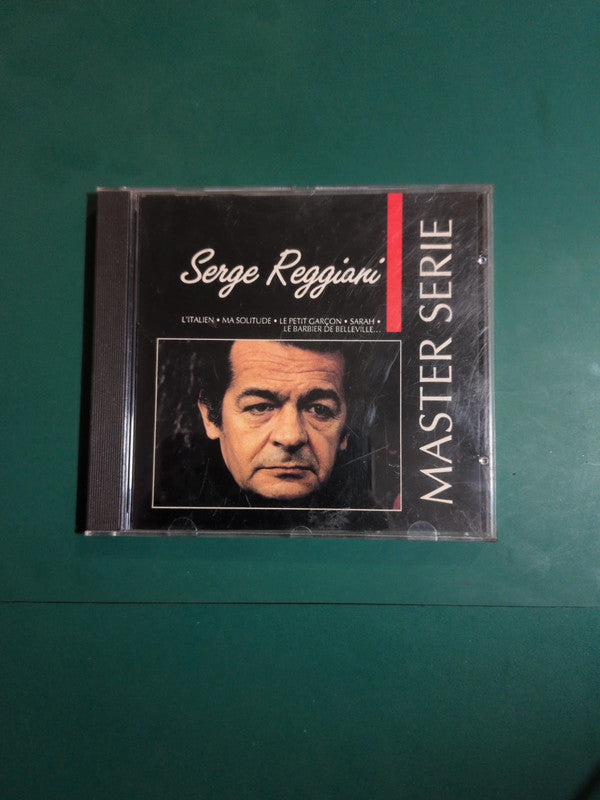 Serge Reggiani
L'ITALIEN • MA SOLITUDE • LE PETIT GARÇON • SARAH •
LE BARBIER DE BELLEVILLE...
MASTER SERIE